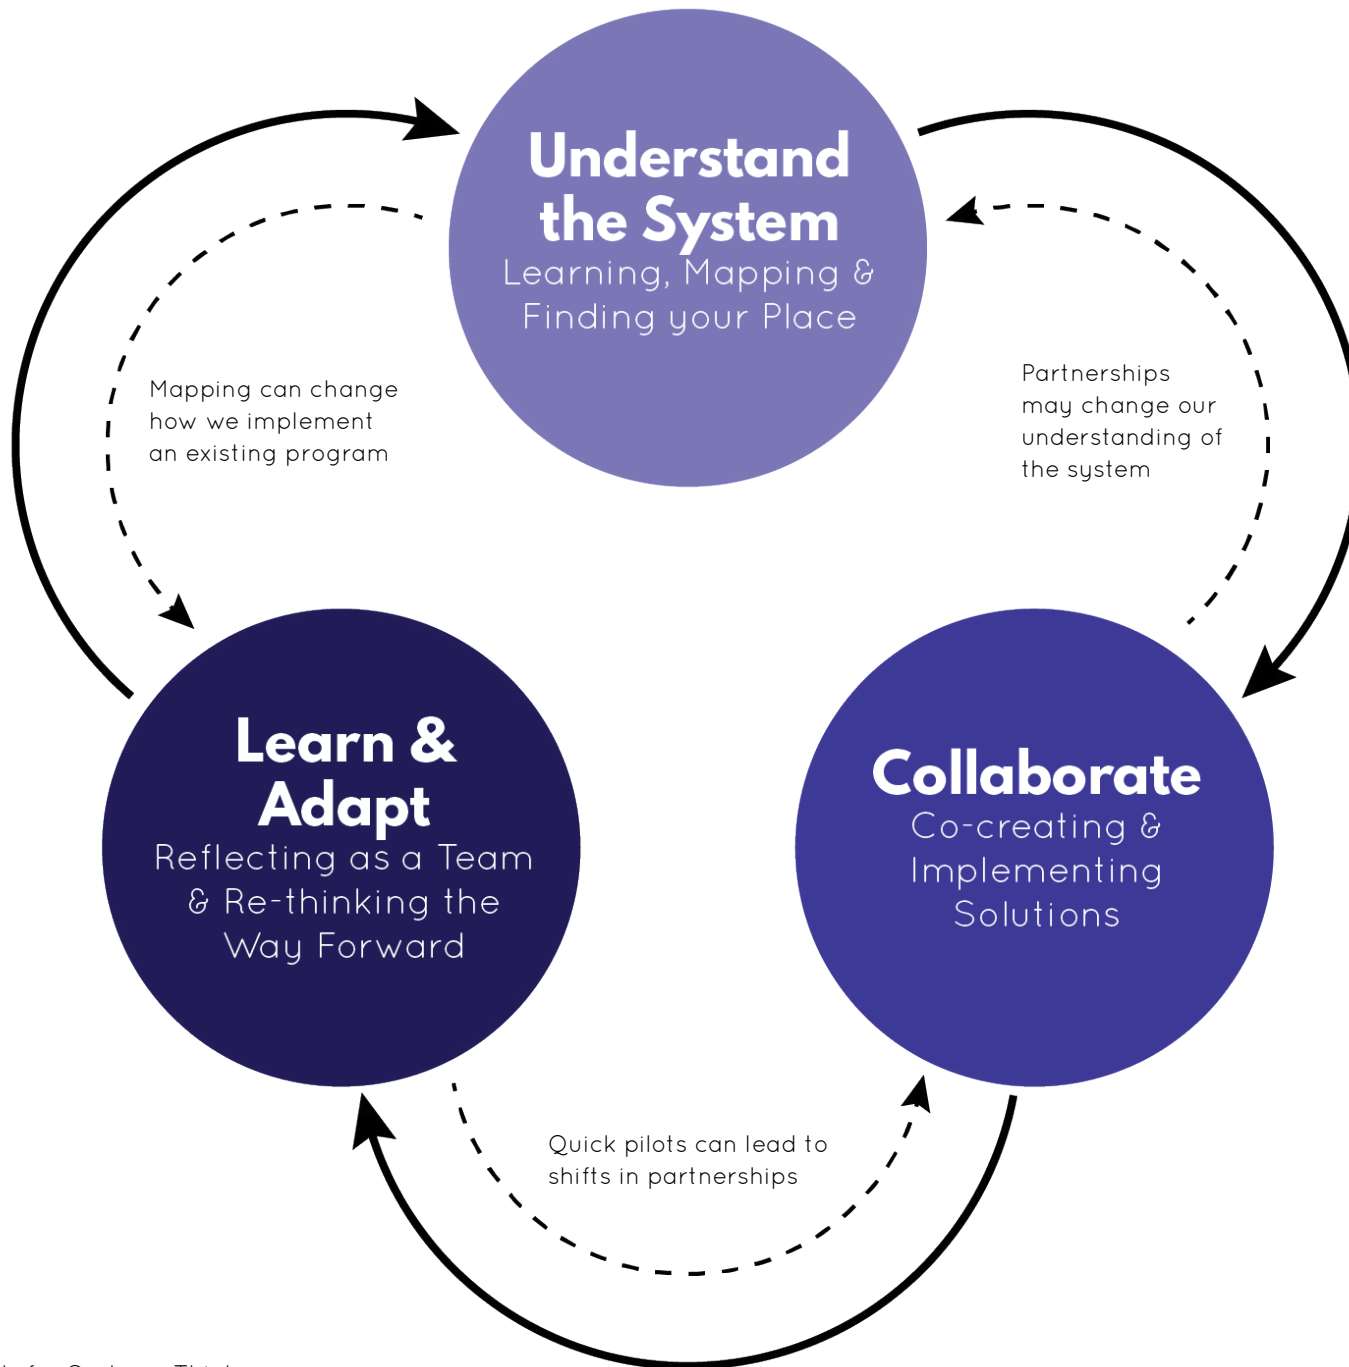 Understand
the System
Learning, Mapping &
Finding your Place
Mapping can change
how we implement
an existing program
Partnerships
may change our
understanding of
the system
Learn &
Adapt
Reflecting as a Team
& Re-thinking the
Way Forward
Collaborate
Co-creating &
Implementing
Solutions
Quick pilots can lead to
shifts in partnerships